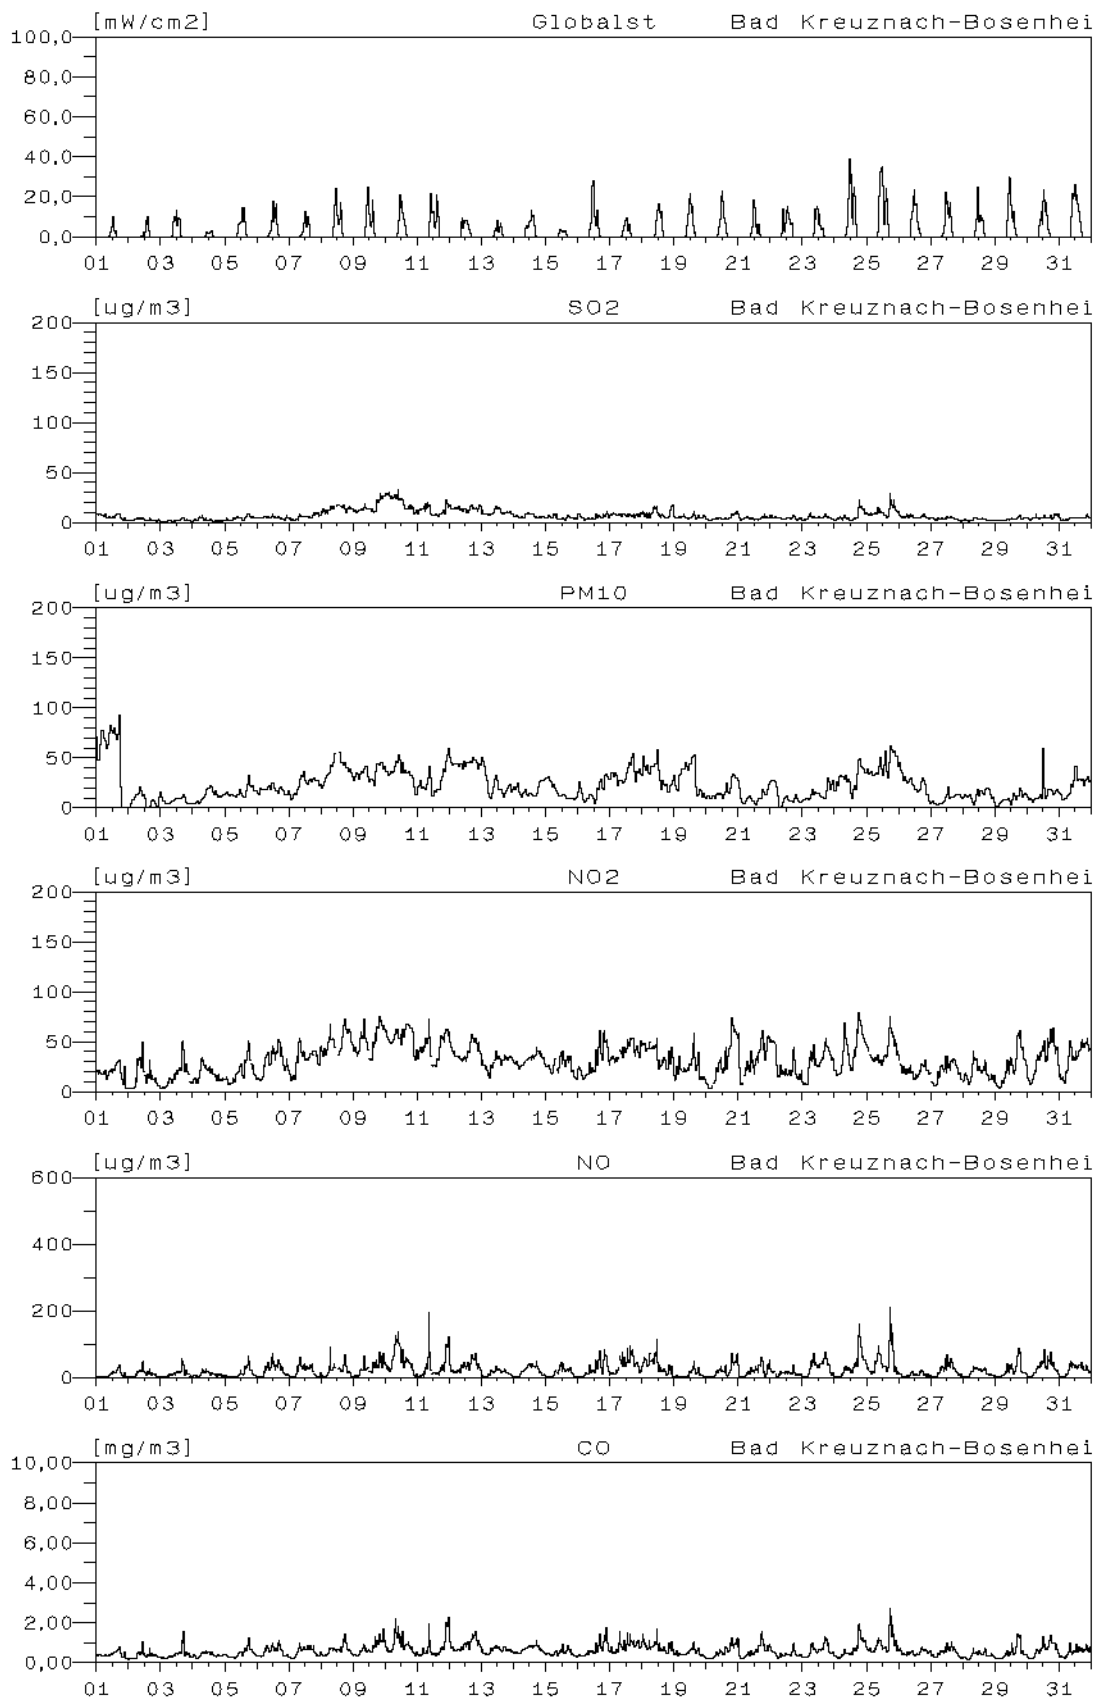 [mW/cm2] Globalst Bad Kreuznach-Bosenhei
100,0
80,0
60,0
40,0
20,0
0,0
01 03 05 07 09 11 13 15 17 19 21 23 25 27 29 31
[ug/m3] SO2 Bad Kreuznach-Bosenhei
200
150
100
50
0
01 03 05 07 09 11 13 15 17 19 21 23 25 27 29 31
[ug/m3] PM10 Bad Kreuznach-Bosenhei
200
150
100
50
0
01 03 05 07 09 11 13 15 17 19 21 23 25 27 29 31
[ug/m3] NO2 Bad Kreuznach-Bosenhei
200
150
100
50
0
01 03 05 07 09 11 13 15 17 19 21 23 25 27 29 31
[ug/m3] NO Bad Kreuznach-Bosenhei
600
400
200
0
01 03 05 07 09 11 13 15 17 19 21 23 25 27 29 31
[mg/m3] CO Bad Kreuznach-Bosenhei
10,00
8,00
6,00
4,00
2,00
0,00
01 03 05 07 09 11 13 15 17 19 21 23 25 27 29 31